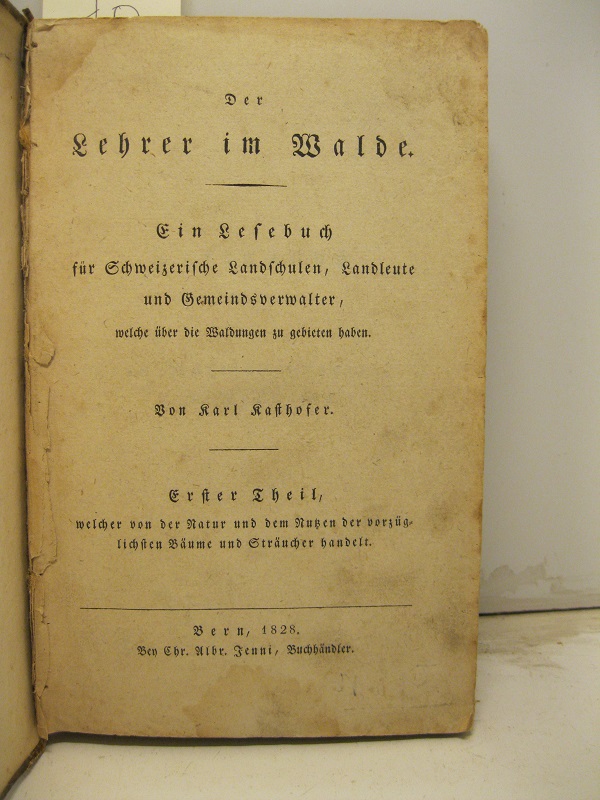 Der
Lehrer im Walde.
Ein Lesebuch
für Schweizerische Landschulen, Landleute
und Gemeindsverwalter,
welche über die Waldungen zu gebieten haben.
Von Karl Kasthofer.
Erster Theil,
welcher von der Natur und dem Nutzen der vorzüg-
lichsten Bäume und Sträucher handelt.
Bern, 1828.
Bey Chr. Albr. Jenni, Buchhändler.